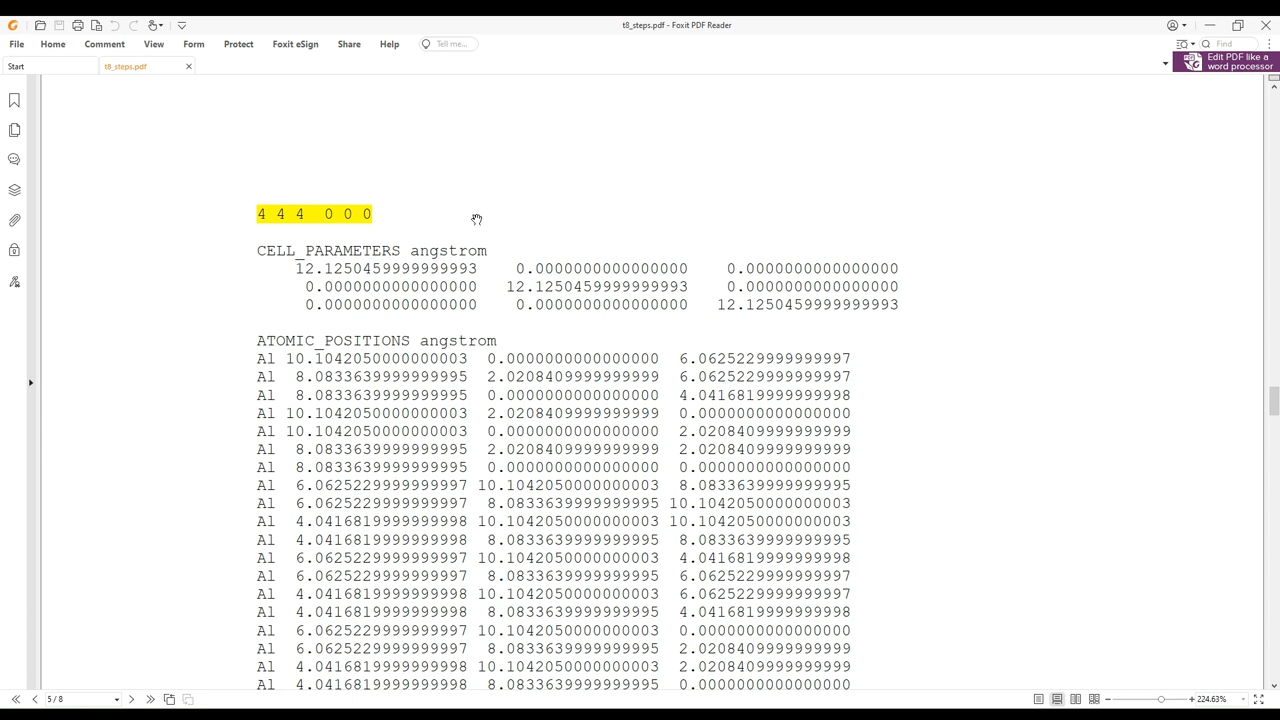 t8_steps.pdf - Foxit PDF Reader
File Home Comment View Form Protect Foxit eSign Share Help Tell me... Find
Start t8_steps.pdf
Edit PDF like a
word processor
4 4 4 0 0 0
CELL_PARAMETERS angstrom
12.1250459999999993 0.0000000000000000 0.0000000000000000
0.0000000000000000 12.1250459999999993 0.0000000000000000
0.0000000000000000 0.0000000000000000 12.1250459999999993
ATOMIC_POSITIONS angstrom
Al 10.1042050000000003 0.0000000000000000 6.0625229999999997
Al 8.0833639999999995 2.0208409999999999 6.0625229999999997
Al 8.0833639999999995 0.0000000000000000 4.0416819999999998
Al 10.1042050000000003 2.0208409999999999 0.0000000000000000
Al 10.1042050000000003 0.0000000000000000 2.0208409999999999
Al 8.0833639999999995 2.0208409999999999 2.0208409999999999
Al 8.0833639999999995 0.0000000000000000 0.0000000000000000
Al 6.0625229999999997 10.1042050000000003 8.0833639999999995
Al 6.0625229999999997 8.0833639999999995 10.1042050000000003
Al 4.0416819999999998 10.1042050000000003 10.1042050000000003
Al 4.0416819999999998 8.0833639999999995 8.0833639999999995
Al 6.0625229999999997 10.1042050000000003 4.0416819999999998
Al 6.0625229999999997 8.0833639999999995 6.0625229999999997
Al 4.0416819999999998 10.1042050000000003 6.0625229999999997
Al 4.0416819999999998 8.0833639999999995 4.0416819999999998
Al 6.0625229999999997 10.1042050000000003 0.0000000000000000
Al 6.0625229999999997 8.0833639999999995 2.0208409999999999
Al 4.0416819999999998 10.1042050000000003 2.0208409999999999
Al 4.0416819999999998 8.0833639999999995 0.0000000000000000
5 / 8 224.63%